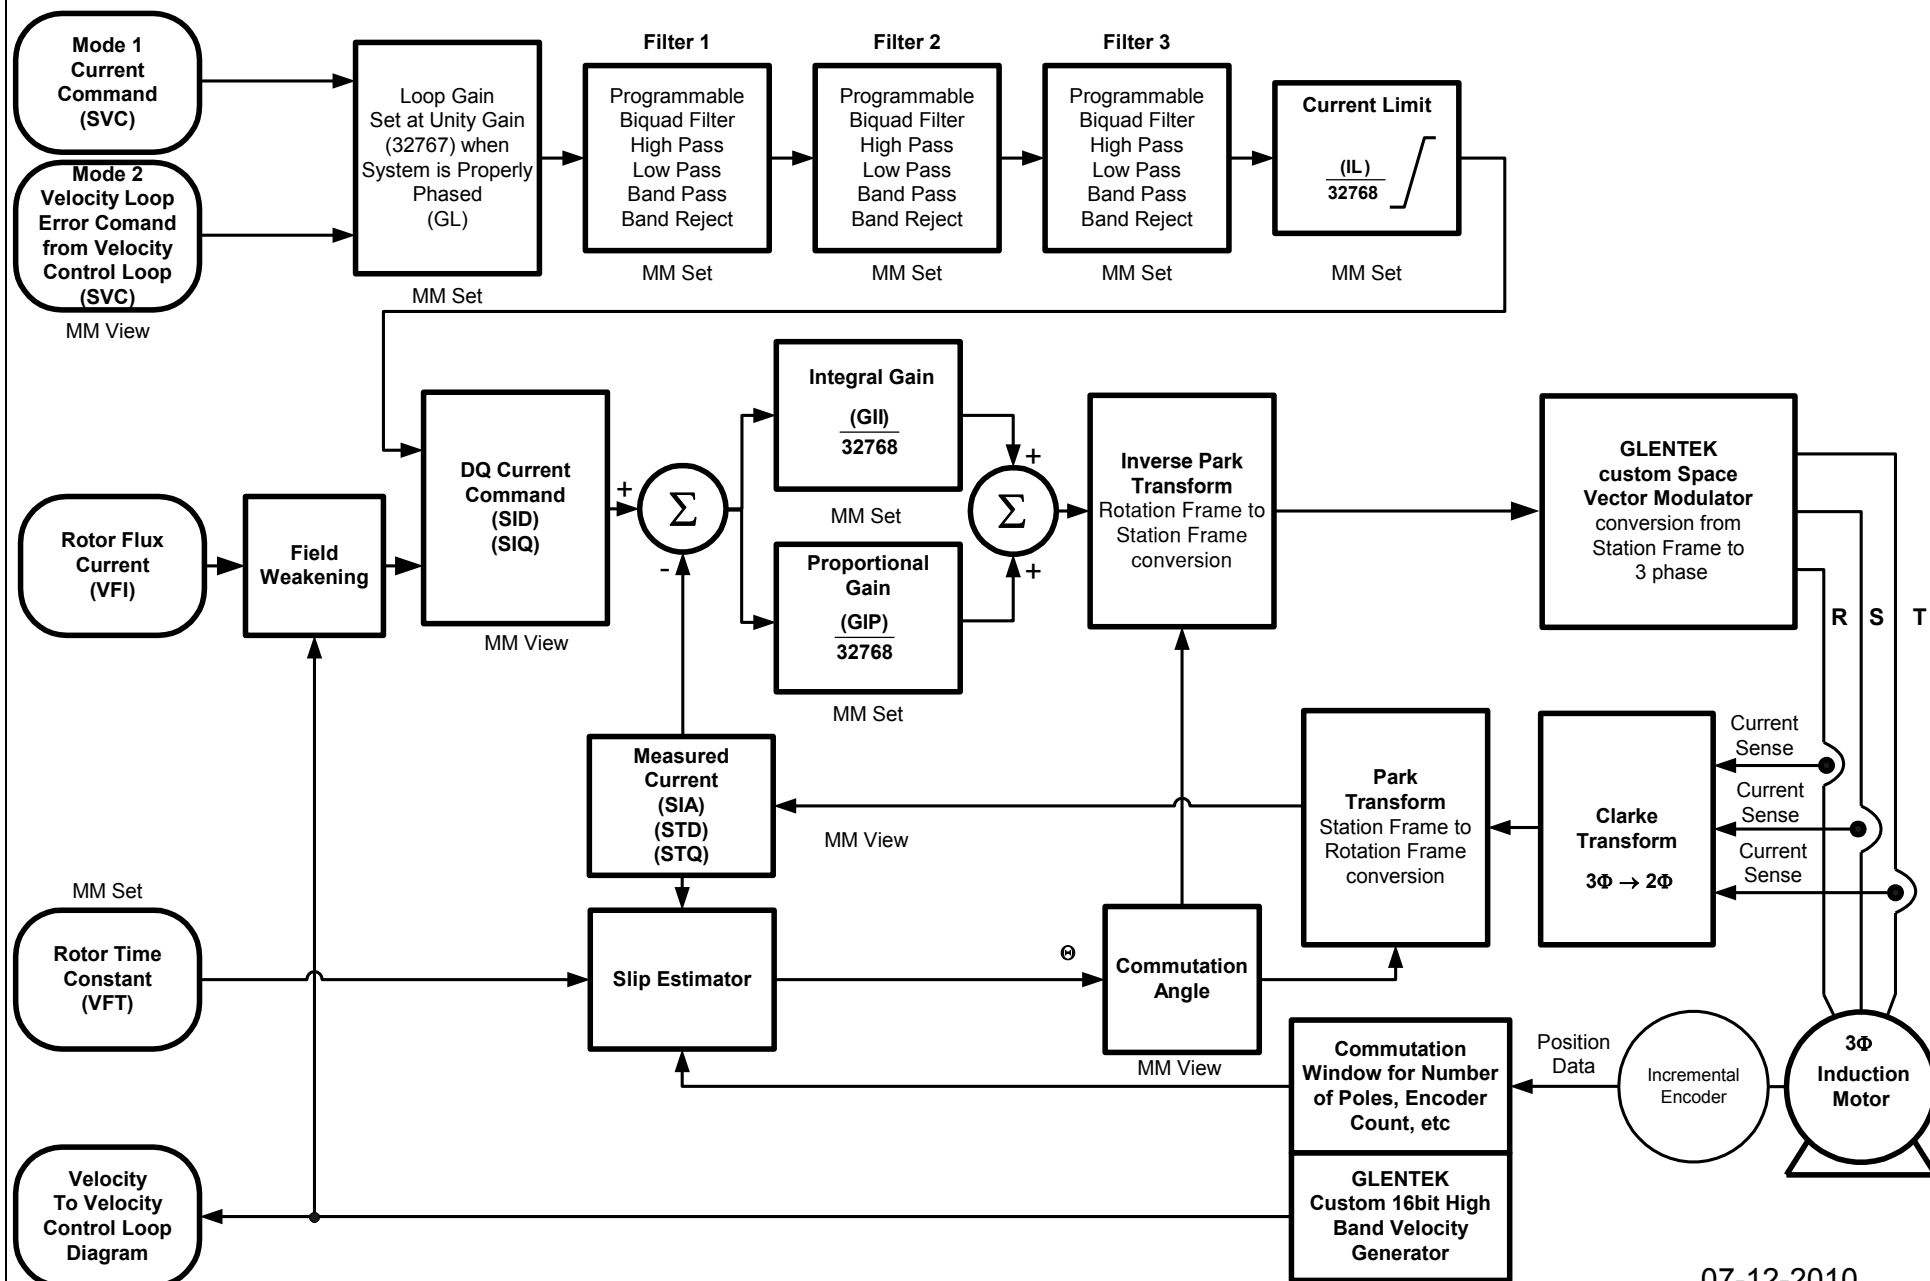 Mode 1
Current
Command
(SVC)
Mode 2
Velocity Loop
Error Comand
from Velocity
Control Loop
(SVC)
MM View
Loop Gain
Set at Unity Gain
(32767) when
System is Properly
Phased
(GL)
MM Set
Filter 1
Programmable
Biquad Filter
High Pass
Low Pass
Band Pass
Band Reject
MM Set
Filter 2
Programmable
Biquad Filter
High Pass
Low Pass
Band Pass
Band Reject
MM Set
Filter 3
Programmable
Biquad Filter
High Pass
Low Pass
Band Pass
Band Reject
MM Set
Current Limit
(IL)
32768
MM Set
Rotor Flux
Current
(VFI)
Field
Weakening
DQ Current
Command
(SID)
(SIQ)
MM View
+
-
Σ
Integral Gain
(GII)
32768
MM Set
Proportional
Gain
(GIP)
32768
MM Set
+
Σ
+
Inverse Park
Transform
Rotation Frame to
Station Frame
conversion
GLENTEK
custom Space
Vector Modulator
conversion from
Station Frame to
3 phase
R S T
Measured
Current
(SIA)
(STD)
(STQ)
MM View
Park
Transform
Station Frame to
Rotation Frame
conversion
Clarke
Transform
3Φ → 2Φ
Current
Sense
Current
Sense
Current
Sense
MM Set
Rotor Time
Constant
(VFT)
Slip Estimator
Θ
Commutation
Angle
MM View
Commutation
Window for Number
of Poles, Encoder
Count, etc
Position
Data
Incremental
Encoder
3Φ
Induction
Motor
Velocity
To Velocity
Control Loop
Diagram
GLENTEK
Custom 16bit High
Band Velocity
Generator
07-12-2010